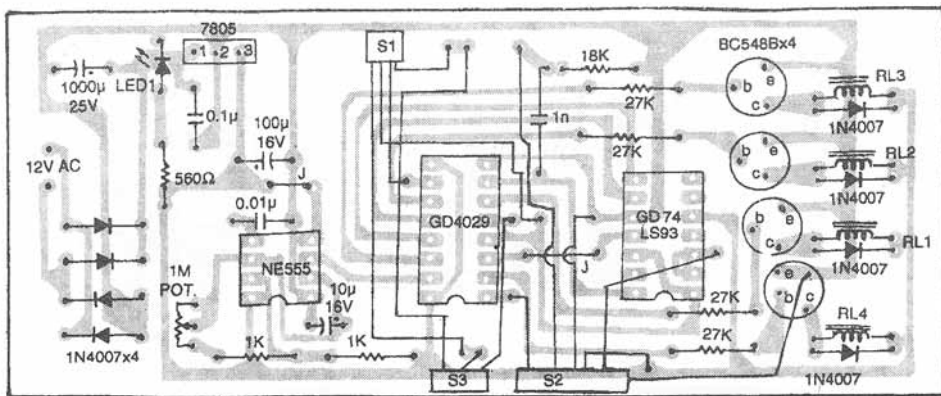 7805
1 2 3
LED1
1000µ
25V
0.1µ
100µ
16V
12V AC
560Ω
J
0.01µ
NE555
1M
POT.
10µ
16V
1N4007x4
1K
1K
S1
GD4029
S3
S2
18K
27K
1n
27K
GD 74
LS93
J
27K
27K
BC548Bx4
b e c
RL3
1N4007
b e c
RL2
1N4007
b e c
RL1
1N4007
e b c
RL4
1N4007